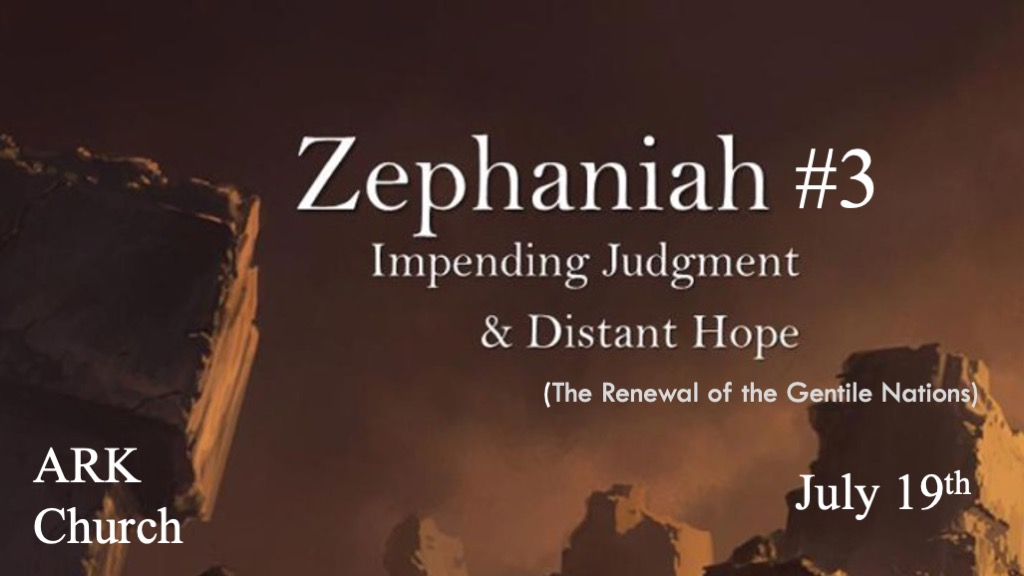 Zephaniah #3
Impending Judgment
& Distant Hope
(The Renewal of the Gentile Nations)
ARK
Church
July 19th